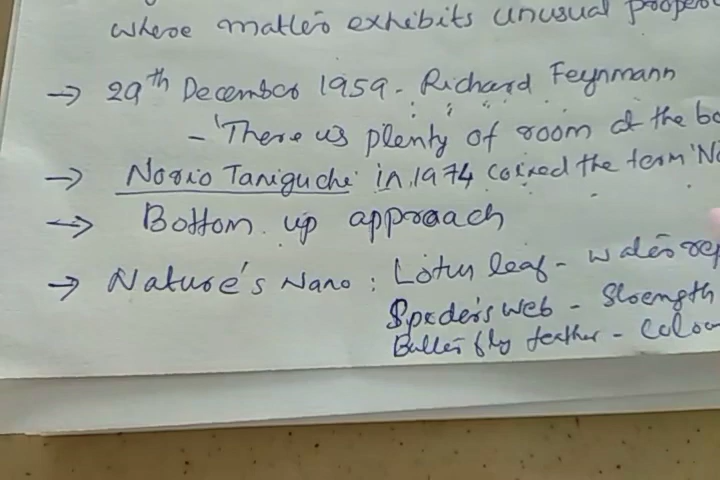 where matter exhibits unusual
→ 29th December 1959 - Richard Feynmann
- 'There is plenty of room at the
→ Norio Taniguchi in 1974 coined the term
→ Bottom up approach
→ Nature's Nano : Lotus leaf - water
Spider's web - Strength
Butterfly feather -